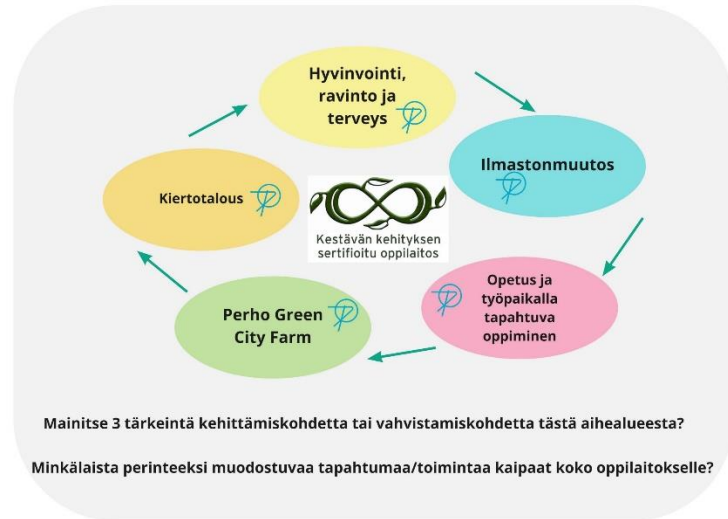 Hyvinvointi,
ravinto ja
terveys
Ilmastonmuutos
Opetus ja
työpaikalla
tapahtuva
oppiminen
Perho Green
City Farm
Kiertotalous
Kestävän kehityksen
sertifioitu oppilaitos
Mainitse 3 tärkeintä kehittämiskohdetta tai vahvistamiskohdetta tästä aihealueesta?
Minkälaista perinteeksi muodostuvaa tapahtumaa/toimintaa kaipaat koko oppilaitokselle?